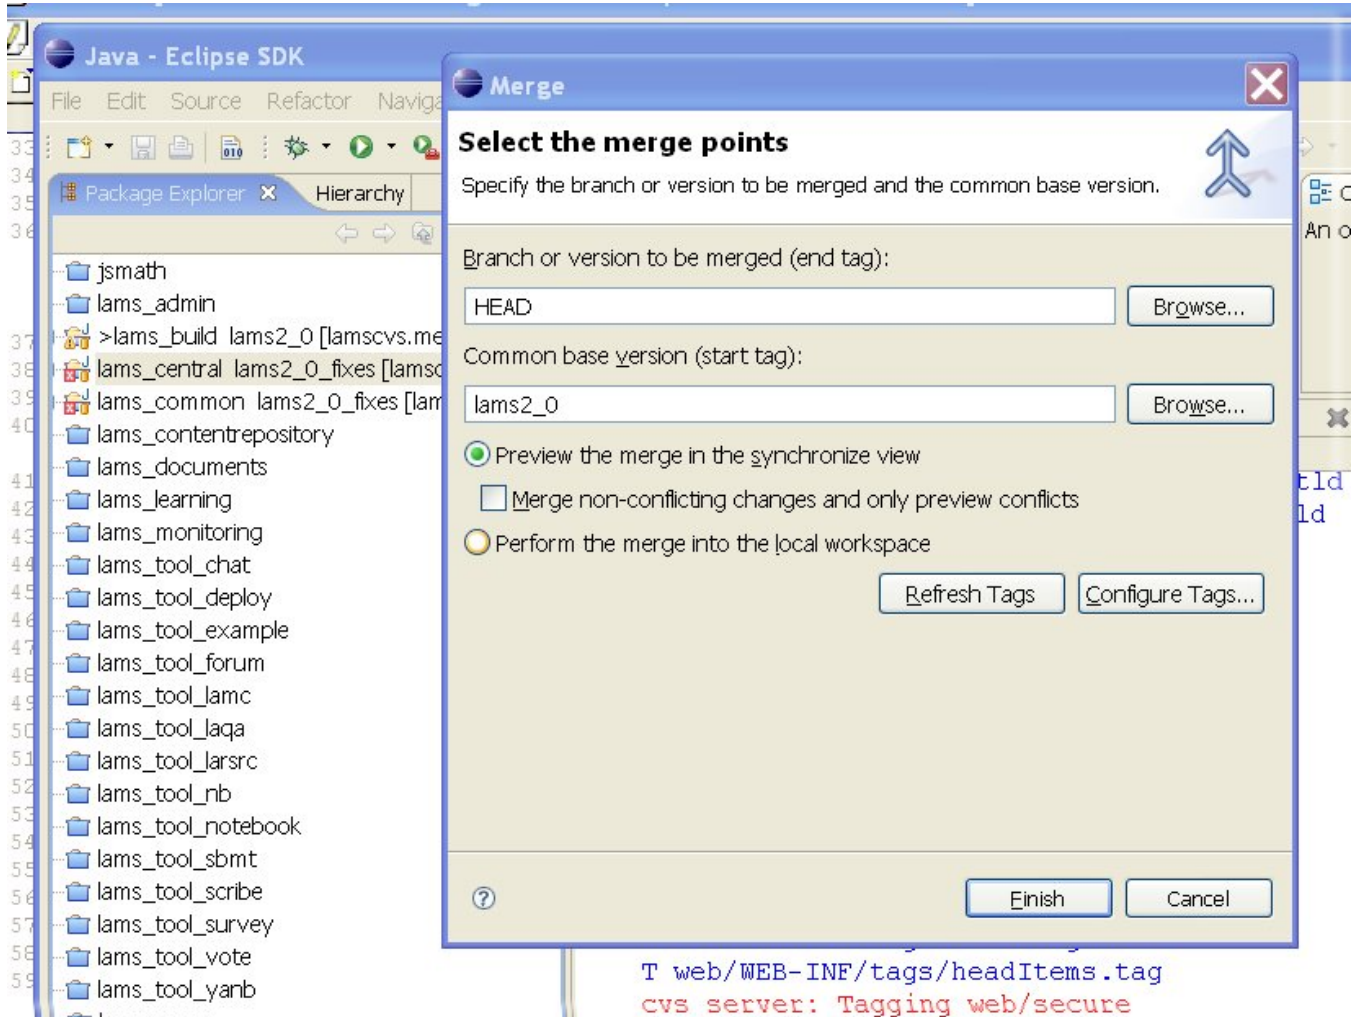 Java - Eclipse SDK
File Edit Source Refactor
Package Explorer Hierarchy
jsmath
lams_admin
>lams_build lams2_0 [lamscvs.me
lams_central lams2_0_fixes [lamsc
lams_common lams2_0_fixes [lam
lams_contentrepository
lams_documents
lams_learning
lams_monitoring
lams_tool_chat
lams_tool_deploy
lams_tool_example
lams_tool_forum
lams_tool_lamc
lams_tool_laqa
lams_tool_larsrc
lams_tool_nb
lams_tool_notebook
lams_tool_sbmt
lams_tool_scribe
lams_tool_survey
lams_tool_vote
lams_tool_yanb
Merge
Select the merge points
Specify the branch or version to be merged and the common base version.
Branch or version to be merged (end tag):
HEAD Browse...
Common base version (start tag):
lams2_0 Browse...
Preview the merge in the synchronize view
Merge non-conflicting changes and only preview conflicts
Perform the merge into the local workspace
Refresh Tags Configure Tags...
Finish Cancel
An o
tld
ld
T web/WEB-INF/tags/headItems.tag
cvs server: Tagging web/secure